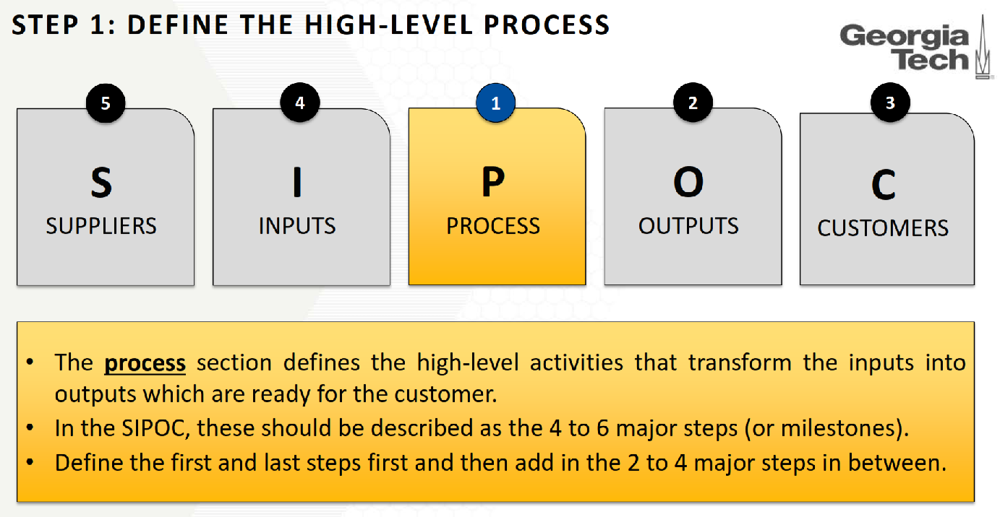 STEP 1: DEFINE THE HIGH-LEVEL PROCESS
Georgia
Tech
5
4
1
2
3
S
SUPPLIERS
I
INPUTS
P
PROCESS
O
OUTPUTS
C
CUSTOMERS
• The process section defines the high-level activities that transform the inputs into
outputs which are ready for the customer.
• In the SIPOC, these should be described as the 4 to 6 major steps (or milestones).
• Define the first and last steps first and then add in the 2 to 4 major steps in between.